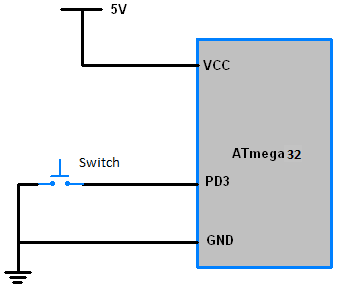 5V
VCC
ATmega32
Switch
PD3
GND